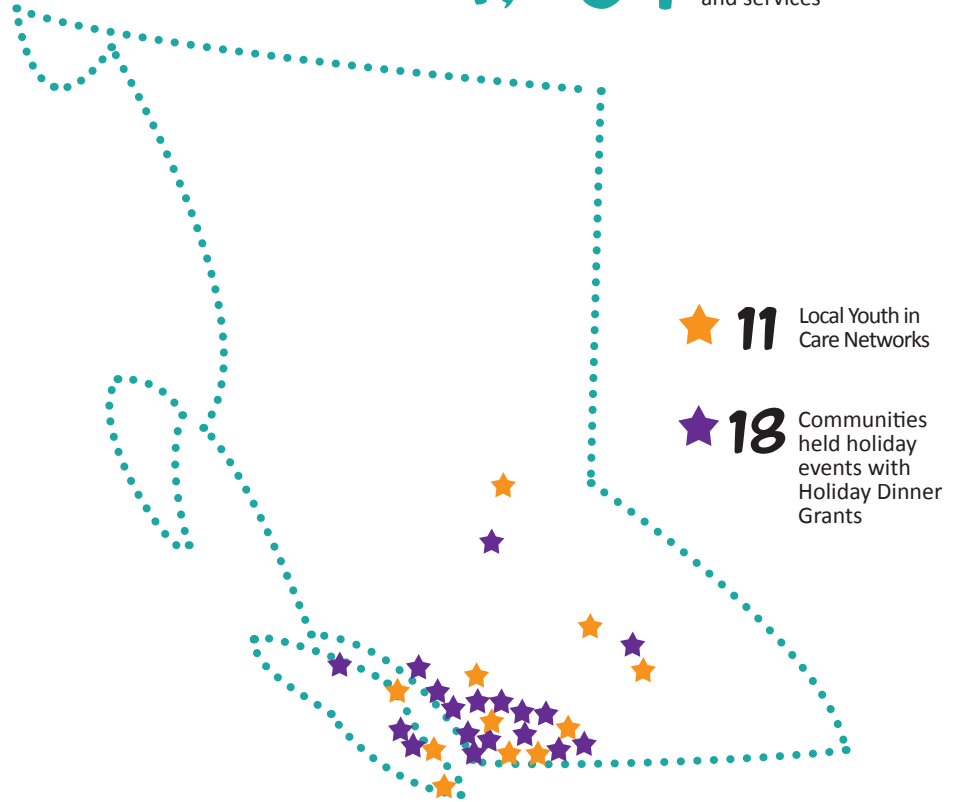 and services
11 Local Youth in
Care Networks
18 Communities
held holiday
events with
Holiday Dinner
Grants